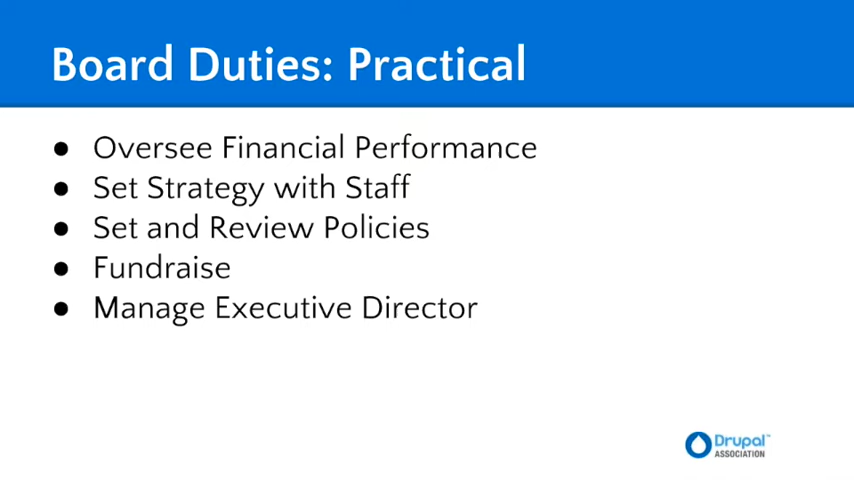 Board Duties: Practical
● Oversee Financial Performance
● Set Strategy with Staff
● Set and Review Policies
● Fundraise
● Manage Executive Director
Drupal™
ASSOCIATION